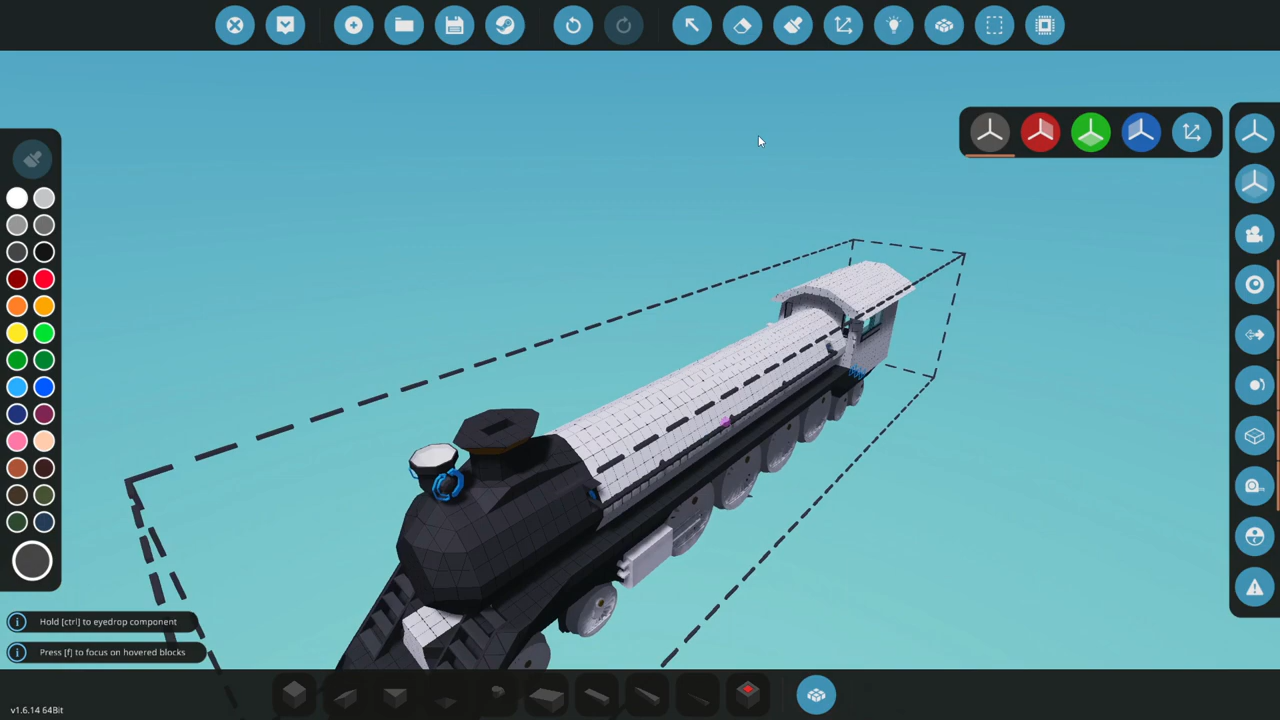 Hold [ctrl] to eyedrop component
Press [f] to focus on hovered blocks
v1.6.14 64Bit